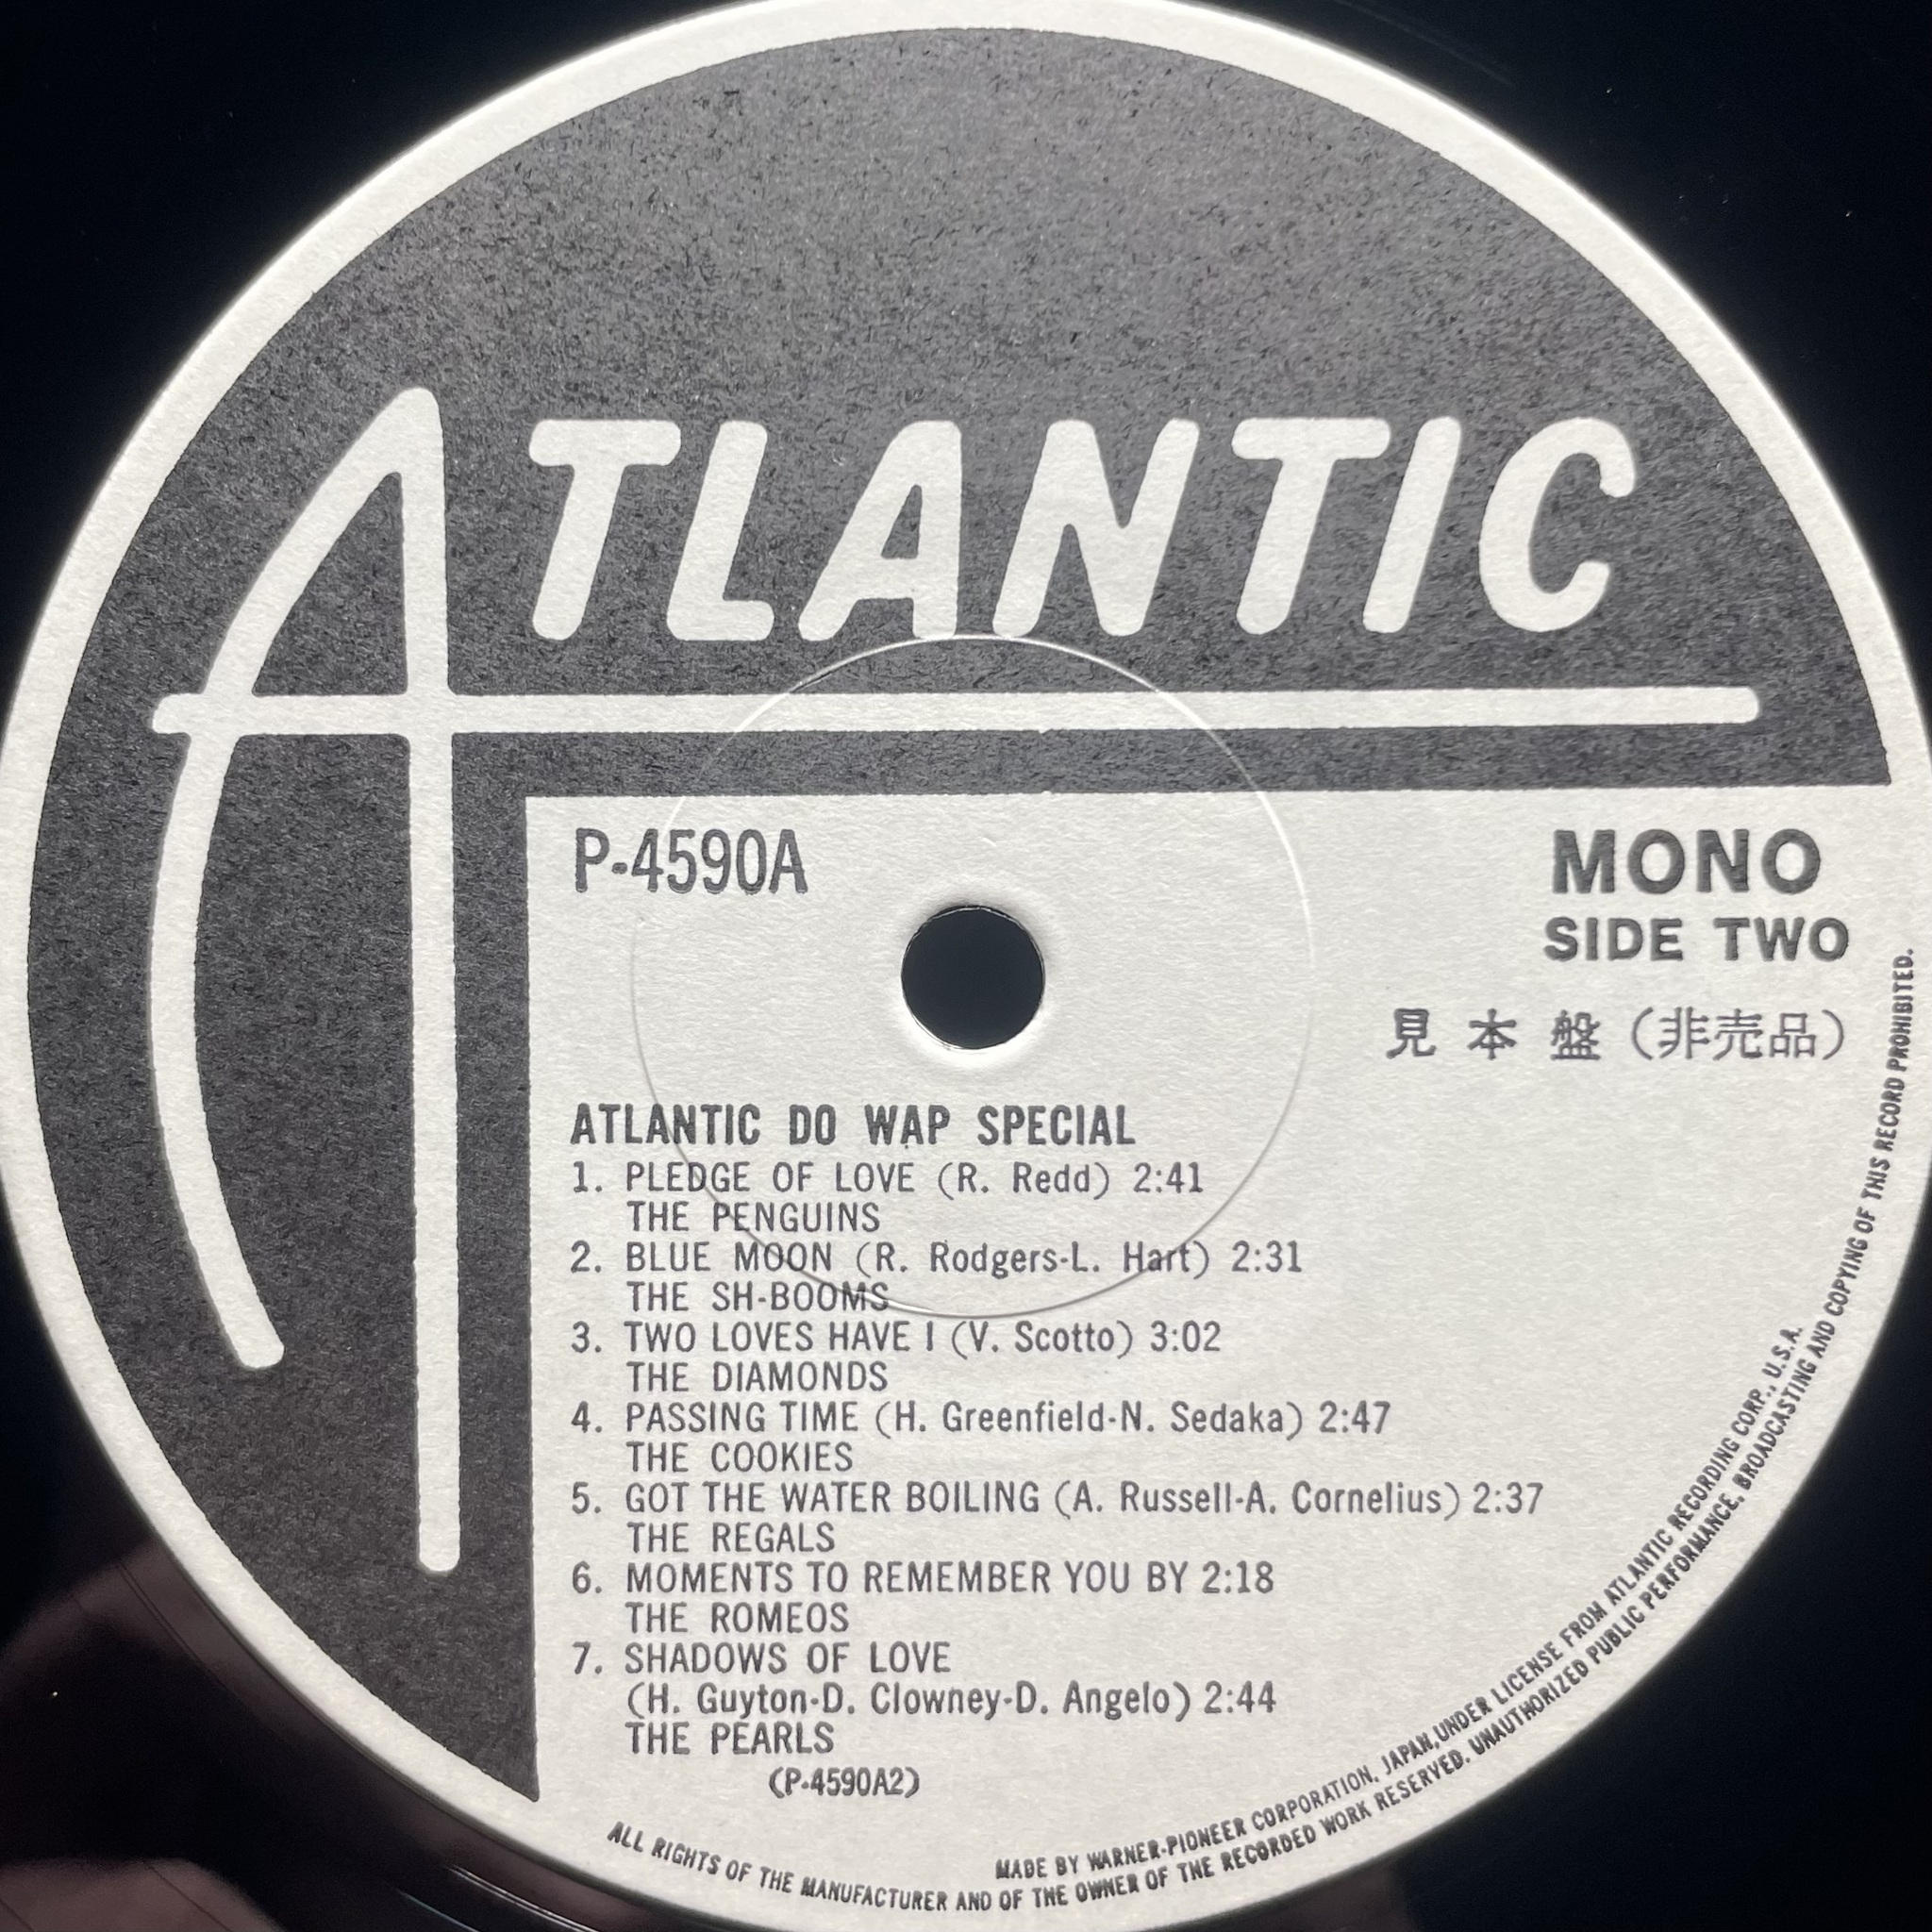 ATLANTIC
P-4590A
MONO
SIDE TWO
見本盤（非売品）
ATLANTIC DO WAP SPECIAL
1. PLEDGE OF LOVE (R. Redd) 2:41
THE PENGUINS
2. BLUE MOON (R. Rodgers-L. Hart) 2:31
THE SH-BOOMS
3. TWO LOVES HAVE I (V. Scotto) 3:02
THE DIAMONDS
4. PASSING TIME (H. Greenfield-N. Sedaka) 2:47
THE COOKIES
5. GOT THE WATER BOILING (A. Russell-A. Cornelius) 2:37
THE REGALS
6. MOMENTS TO REMEMBER YOU BY 2:18
THE ROMEOS
7. SHADOWS OF LOVE
(H. Guyton-D. Clowney-D. Angelo) 2:44
THE PEARLS
(P-4590A2)
MADE BY WARNER-PIONEER CORPORATION, JAPAN, UNDER LICENSE FROM ATLANTIC RECORDING CORP., U.S.A.
ALL RIGHTS OF THE MANUFACTURER AND OF THE OWNER OF THE RECORDED WORK RESERVED. UNAUTHORIZED PUBLIC PERFORMANCE, BROADCASTING AND COPYING OF THIS RECORD PROHIBITED.